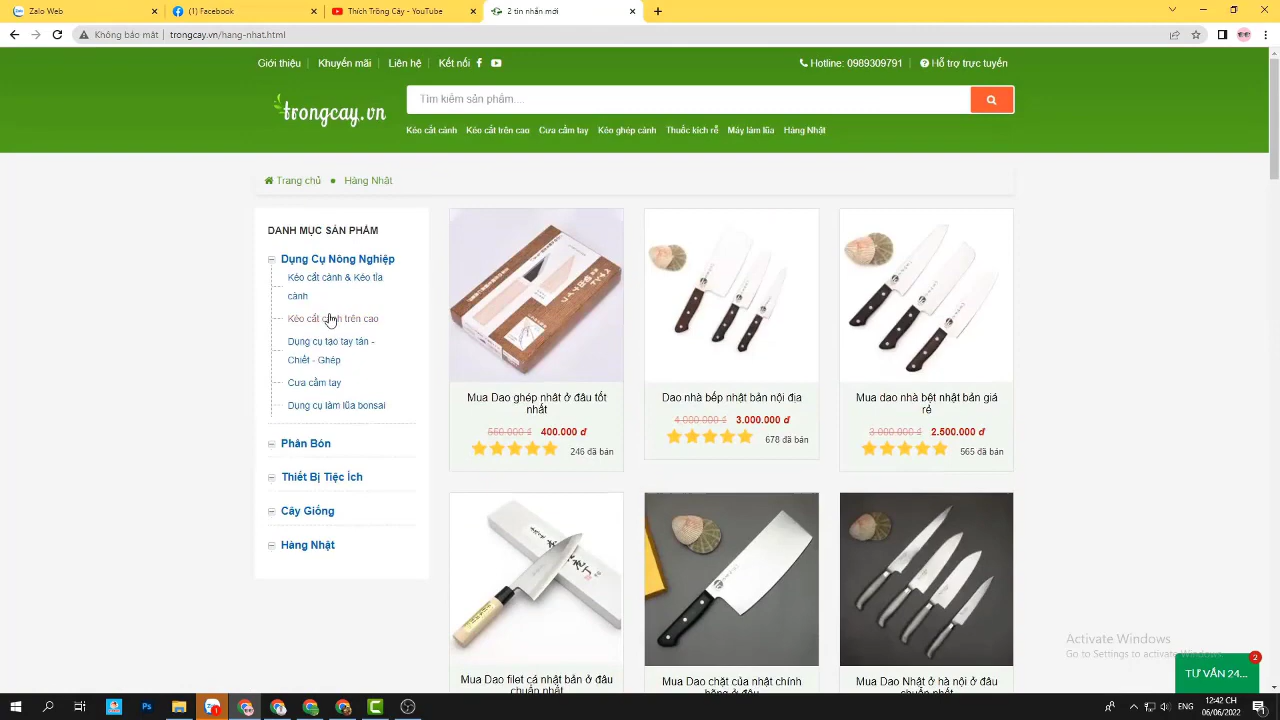 Zalo Web
(1) Facebook
Thích Trồng Cây - YouTube
2 tin nhắn mới
Không bảo mật | trongcay.vn/hang-nhat.html
Giới thiệu | Khuyến mãi | Liên hệ | Kết nối
Hotline: 0989309791 | Hỗ trợ trực tuyến
trongcay.vn
Tìm kiếm sản phẩm....
Kéo cắt cành Kéo cắt trên cao Cưa cầm tay Kéo ghép cành Thuốc kích rễ Máy làm lũa Hàng Nhật
Trang chủ • Hàng Nhật
DANH MỤC SẢN PHẨM
Dụng Cụ Nông Nghiệp
Kéo cắt cành & Kéo tỉa
cành
Kéo cắt cành trên cao
Dụng cụ tạo tay tán -
Chiết - Ghép
Cưa cầm tay
Dụng cụ làm lũa bonsai
Phân Bón
Thiết Bị Tiệc Ích
Cây Giống
Hàng Nhật
Mua Dao ghép nhật ở đâu tốt
nhất
550.000 đ 400.000 đ
246 đã bán
Dao nhà bếp nhật bản nội địa
4.000.000 đ 3.000.000 đ
678 đã bán
Mua dao nhà bết nhật bản giá
rẻ
3.000.000 đ 2.500.000 đ
565 đã bán
Mua Dao filet cá nhật bản ở đâu
chuẩn nhất
Mua Dao chặt của nhật chính
hãng ở đâu
Mua Dao Nhật ở hà nội ở đâu
chuẩn nhất
Activate Windows
Go to Settings to activate Windows.
2
TƯ VẤN 24...
ENG
12:42 CH
06/06/2022